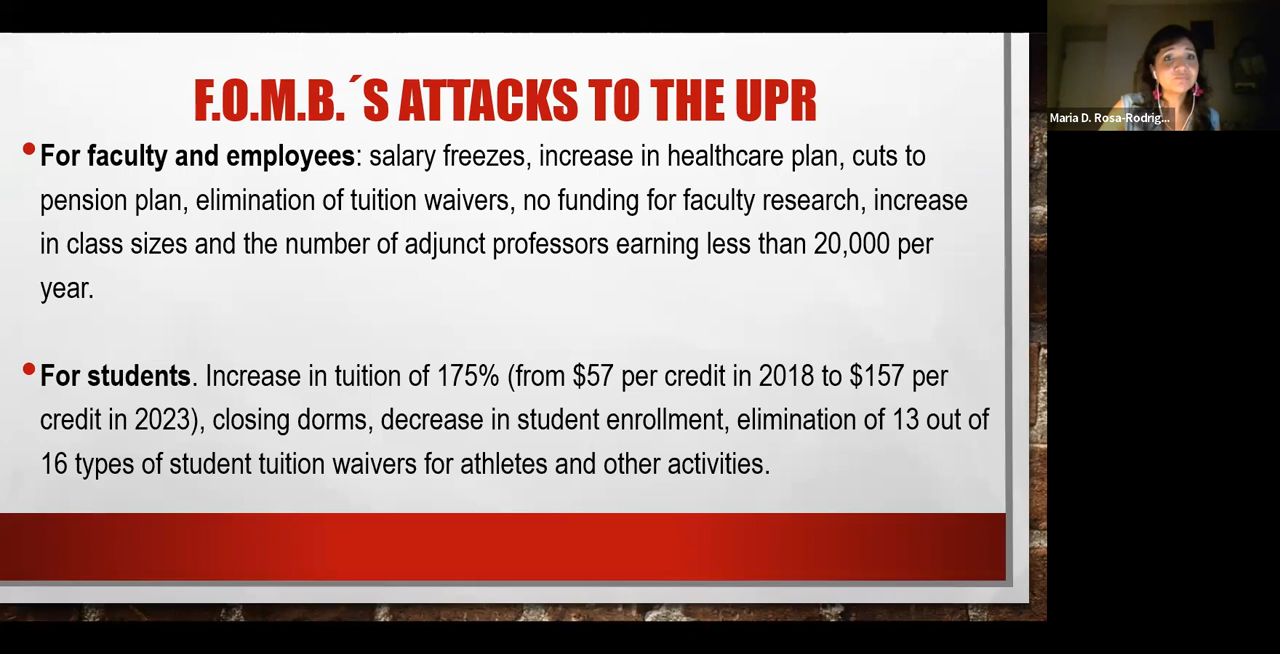 F.O.M.B.´S ATTACKS TO THE UPR
•For faculty and employees: salary freezes, increase in healthcare plan, cuts to
pension plan, elimination of tuition waivers, no funding for faculty research, increase
in class sizes and the number of adjunct professors earning less than 20,000 per
year.
•For students. Increase in tuition of 175% (from $57 per credit in 2018 to $157 per
credit in 2023), closing dorms, decrease in student enrollment, elimination of 13 out of
16 types of student tuition waivers for athletes and other activities.
Maria D. Rosa-Rodrig...